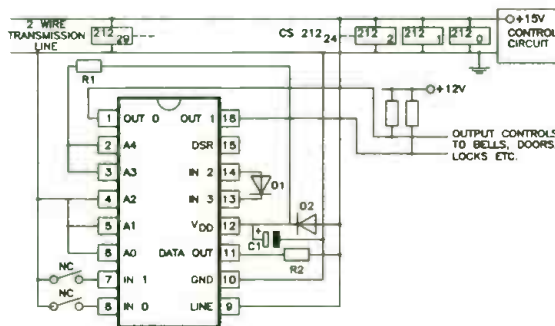 2 WIRE
TRANSMISSION
LINE
212 29
CS 212 24
212 2
212 1
212 0
+15V
CONTROL
CIRCUIT
R1
+12V
1 OUT 0 OUT 1 16
2 A4 DSR 15
3 A3 IN 2 14
4 A2 IN 3 13
5 A1 VDD 12
6 A0 DATA OUT 11
7 IN 1 GND 10
8 IN 0 LINE 9
D1
D2
+
C1
R2
NC
NC
OUTPUT CONTROLS
TO BELLS, DOORS,
LOCKS ETC.